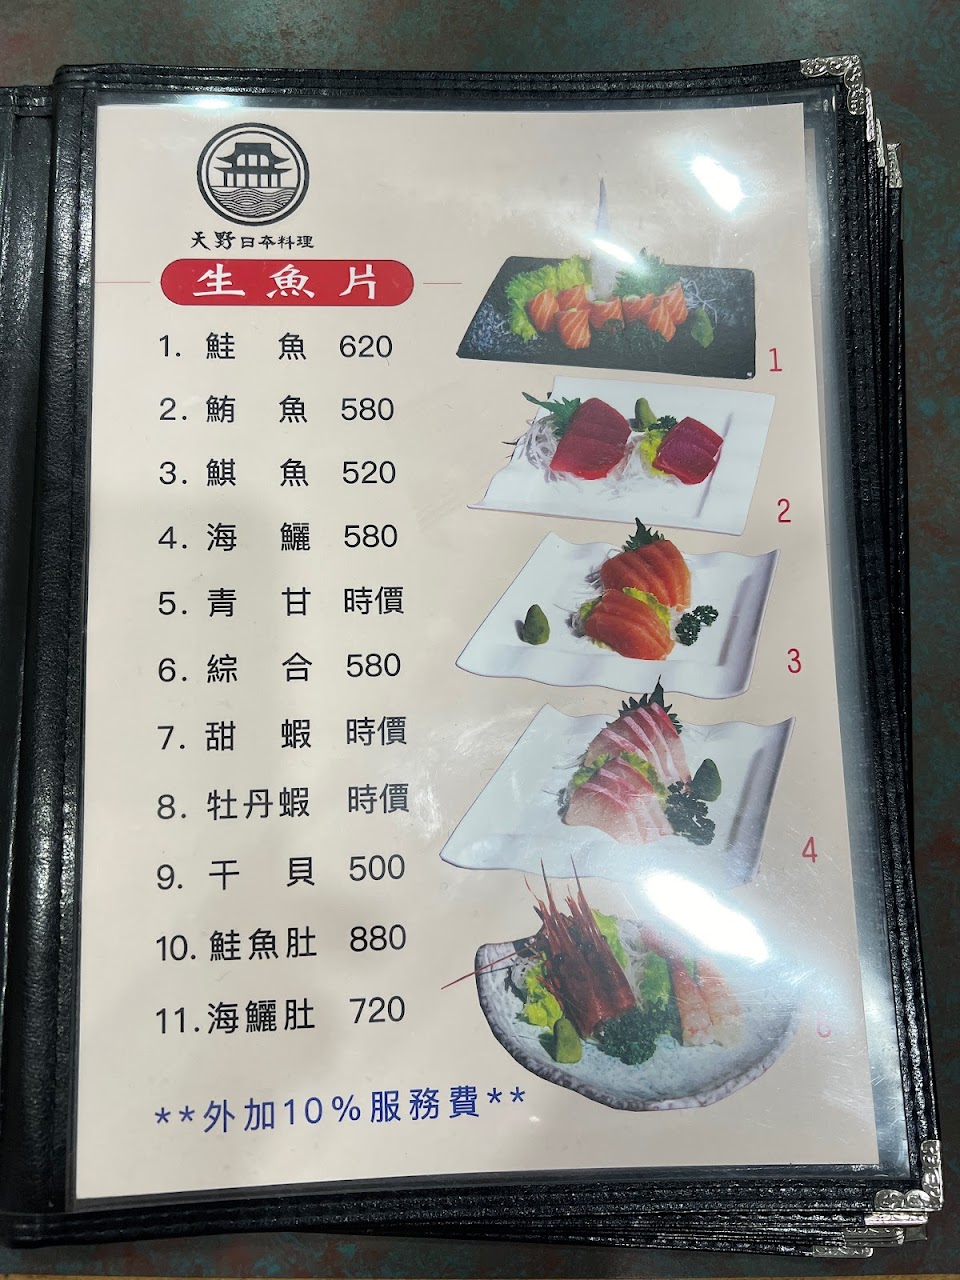 天野日本料理
生魚片
1. 鮭魚 620
2. 鮪魚 580
3. 鯕魚 520
4. 海鱺 580
5. 青甘 時價
6. 綜合 580
7. 甜蝦 時價
8. 牡丹蝦 時價
9. 干貝 500
10. 鮭魚肚 880
11. 海鱺肚 720
**外加10%服務費**
1
2
3
4